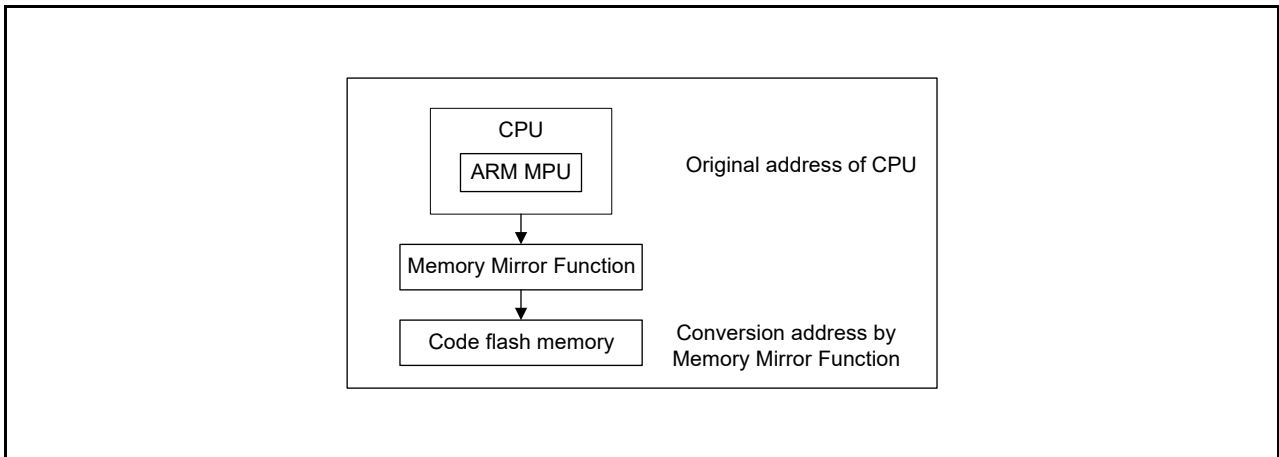 CPU
ARM MPU
Original address of CPU
Memory Mirror Function
Code flash memory
Conversion address by
Memory Mirror Function